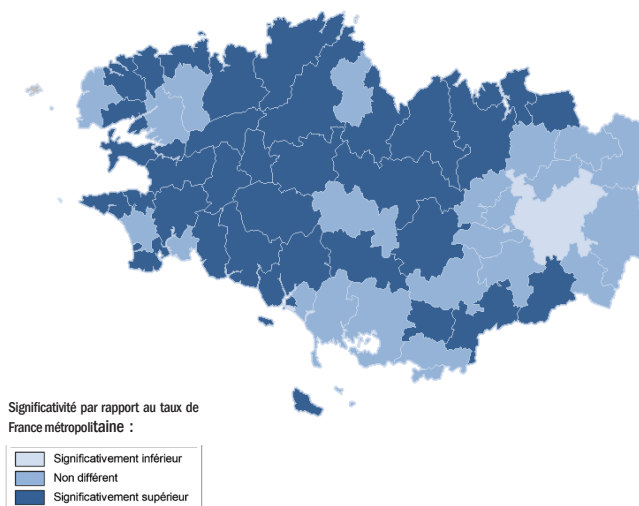 Significativité par rapport au taux de
France métropolitaine :
Significativement inférieur
Non différent
Significativement supérieur